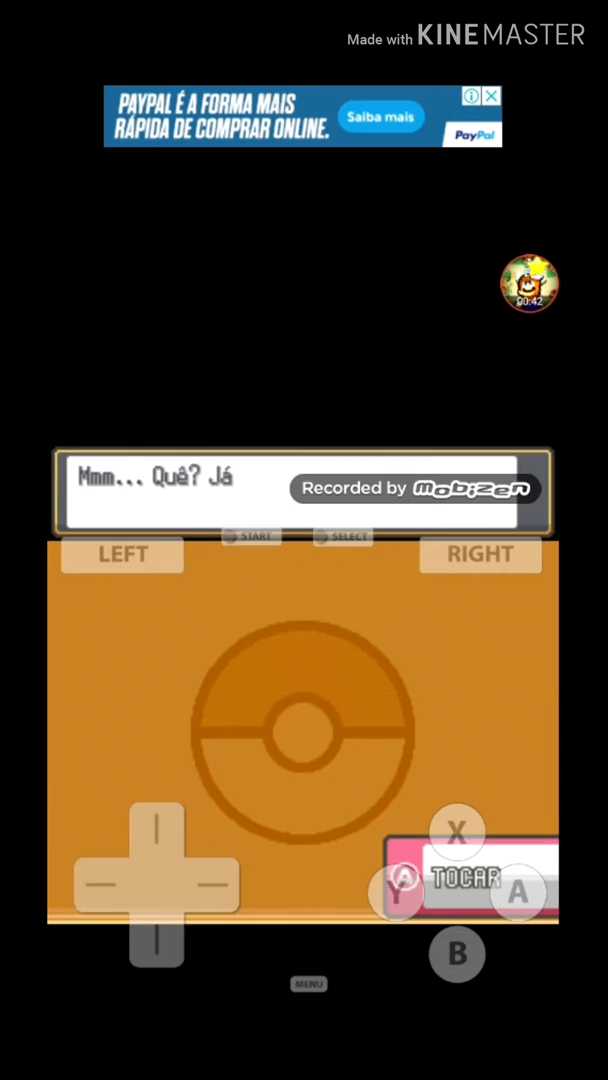 Made with KINEMASTER
PAYPAL É A FORMA MAIS
RÁPIDA DE COMPRAR ONLINE.
Saiba mais
PayPal
00:42
Mmm... Quê? Já
Recorded by mobizen
START
SELECT
LEFT
RIGHT
X
A TOCAR
Y
A
B
MENU